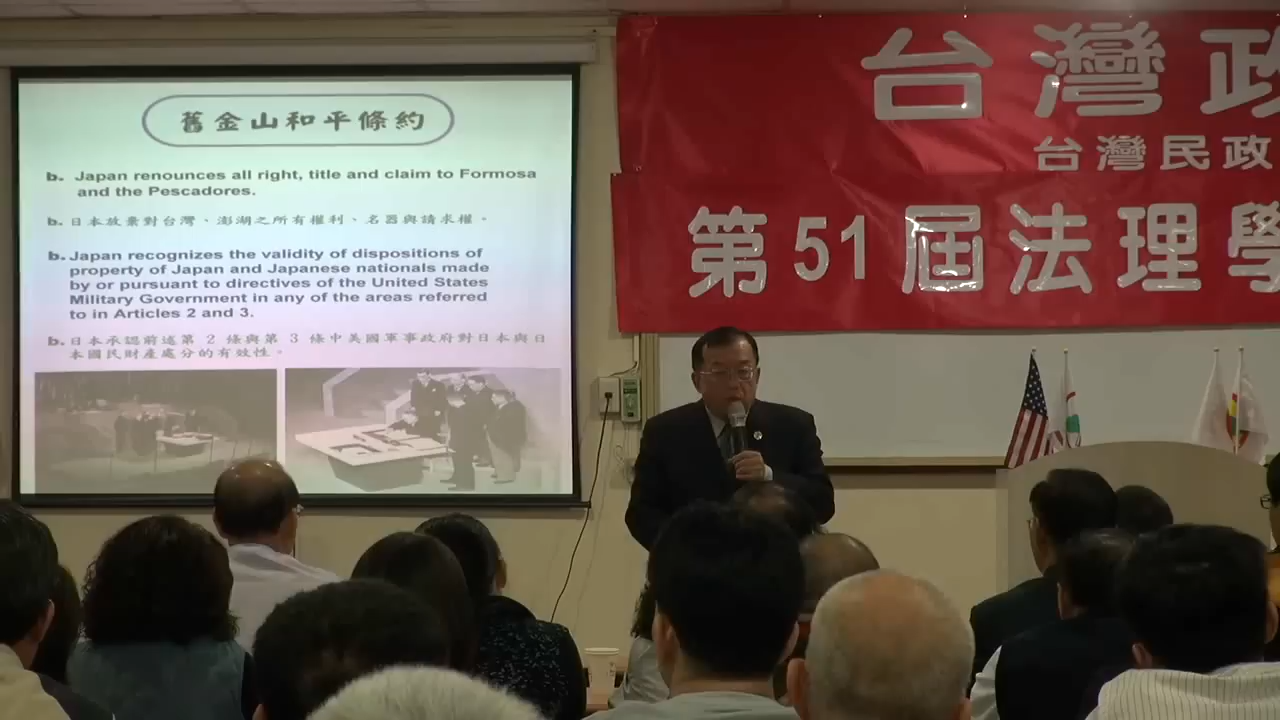 舊金山和平條約
b. Japan renounces all right, title and claim to Formosa
and the Pescadores.
b. 日本放棄對台灣、澎湖之所有權利、名器與請求權。
b. Japan recognizes the validity of dispositions of
property of Japan and Japanese nationals made
by or pursuant to directives of the United States
Military Government in any of the areas referred
to in Articles 2 and 3.
b. 日本承認前述第 2 條與第 3 條中美國軍事政府對日本與日
本國民財產處分的有效性。
台灣政
台灣民政
第51屆法理學